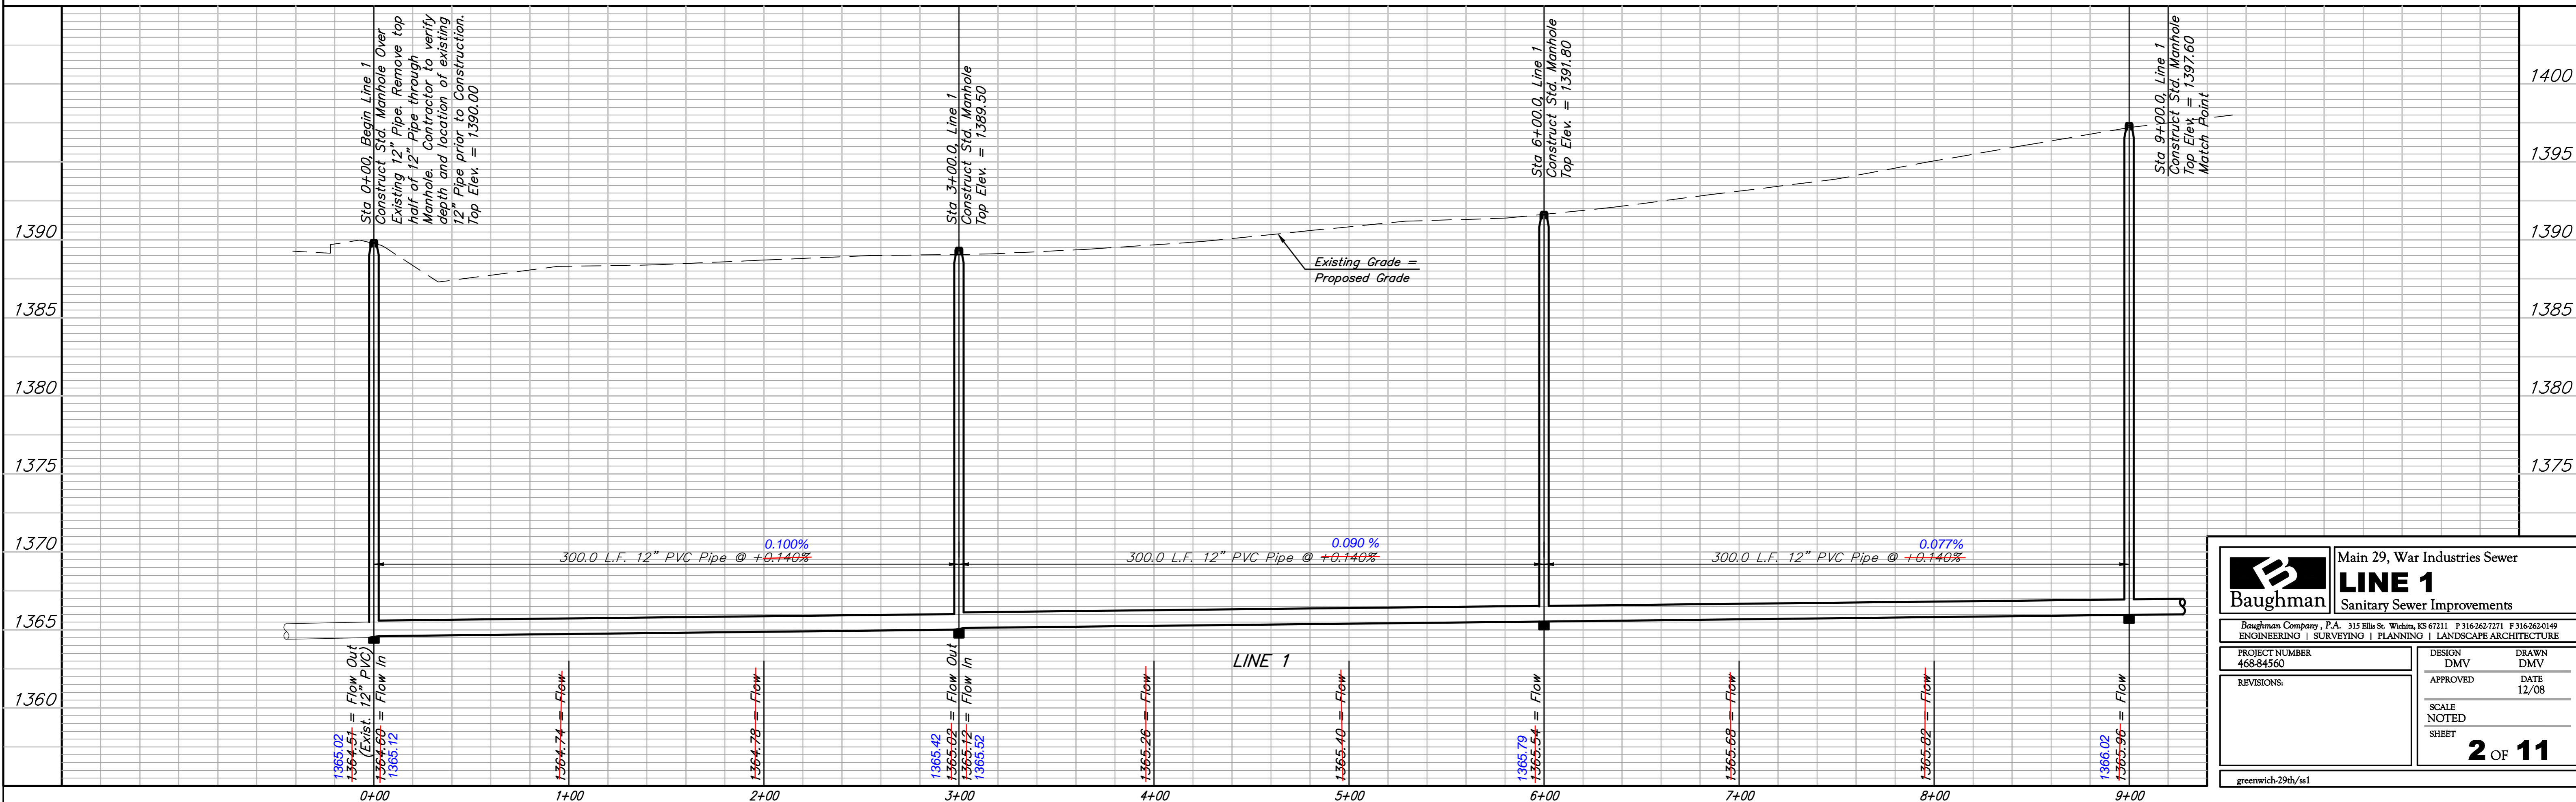 Sta 0+00, Begin Line 1
Construct Std. Manhole Over
Existing 12" Pipe. Remove top
half of 12" Pipe through
Manhole. Contractor to verify
depth and location of existing
12" Pipe prior to Construction.
Top Elev. = 1390.00
Sta 3+00.0, Line 1
Construct Std. Manhole
Top Elev. = 1389.50
Sta 6+00.0, Line 1
Construct Std. Manhole
Top Elev. = 1391.80
Sta 9+00.0, Line 1
Construct Std. Manhole
Top Elev. = 1397.60
Match Point
1390
1385
1380
1375
1370
1365
1360
1400
1395
1390
1385
1380
1375
Existing Grade =
Proposed Grade
0.100%
300.0 L.F. 12" PVC Pipe @ +0.140%
0.090 %
300.0 L.F. 12" PVC Pipe @ +0.140%
0.077%
300.0 L.F. 12" PVC Pipe @ +0.140%
LINE 1
1365.02
1364.51 = Flow Out
(Exist. 12" PVC)
1364.60 = Flow In
1365.12
1364.74 = Flow
1364.78 = Flow
1365.42
1365.02 = Flow Out
1365.12 = Flow In
1365.52
1365.26 = Flow
1365.40 = Flow
1365.79
1365.54 = Flow
1365.68 = Flow
1365.82 = Flow
1366.02
1365.96 = Flow
0+00 1+00 2+00 3+00 4+00 5+00 6+00 7+00 8+00 9+00
B
Baughman
Main 29, War Industries Sewer
LINE 1
Sanitary Sewer Improvements
Baughman Company, P.A. 315 Ellis St. Wichita, KS 67211 P 316-262-7271 F 316-262-0149
ENGINEERING | SURVEYING | PLANNING | LANDSCAPE ARCHITECTURE
PROJECT NUMBER
468-84560
REVISIONS:
DESIGN DRAWN
DMV DMV
APPROVED DATE
12/08
SCALE
NOTED
SHEET
2 OF 11
greenwich-29th/ss1